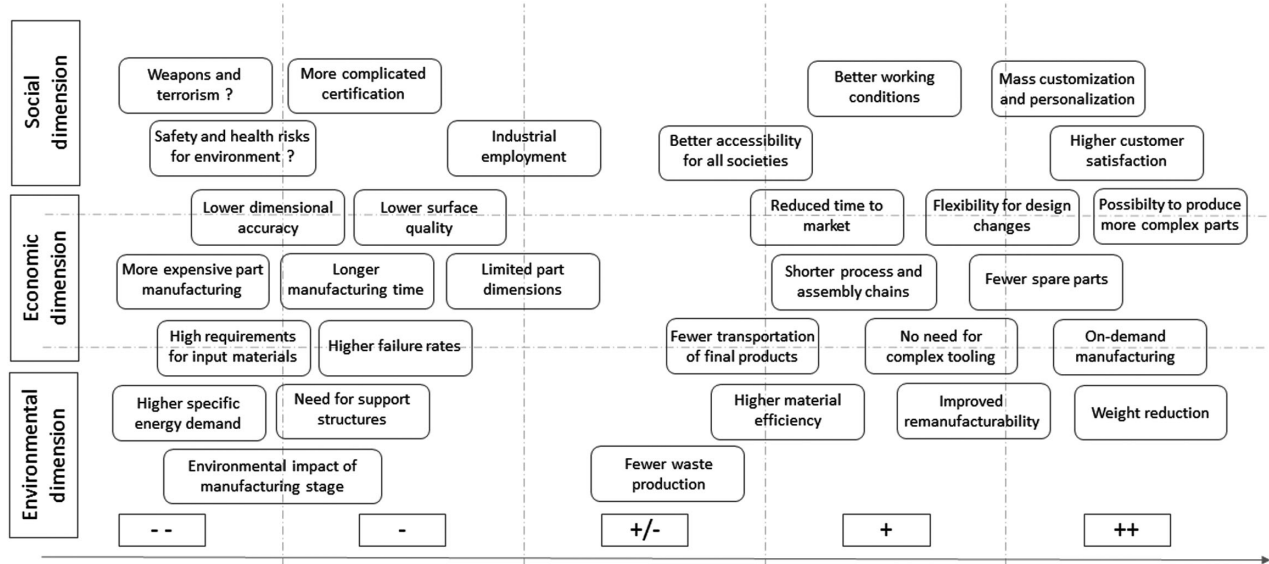 Social
dimension
Weapons and
terrorism ?
More complicated
certification
Better working
conditions
Mass customization
and personalization
Safety and health risks
for environment ?
Industrial
employment
Better accessibility
for all societies
Higher customer
satisfaction
Economic
dimension
Lower dimensional
accuracy
Lower surface
quality
Reduced time to
market
Flexibility for design
changes
Possibilty to produce
more complex parts
More expensive part
manufacturing
Longer
manufacturing time
Limited part
dimensions
Shorter process and
assembly chains
Fewer spare parts
High requirements
for input materials
Higher failure rates
Fewer transportation
of final products
No need for
complex tooling
On-demand
manufacturing
Environmental
dimension
Higher specific
energy demand
Need for support
structures
Higher material
efficiency
Improved
remanufacturability
Weight reduction
Environmental impact of
manufacturing stage
Fewer waste
production
- -
-
+/-
+
++